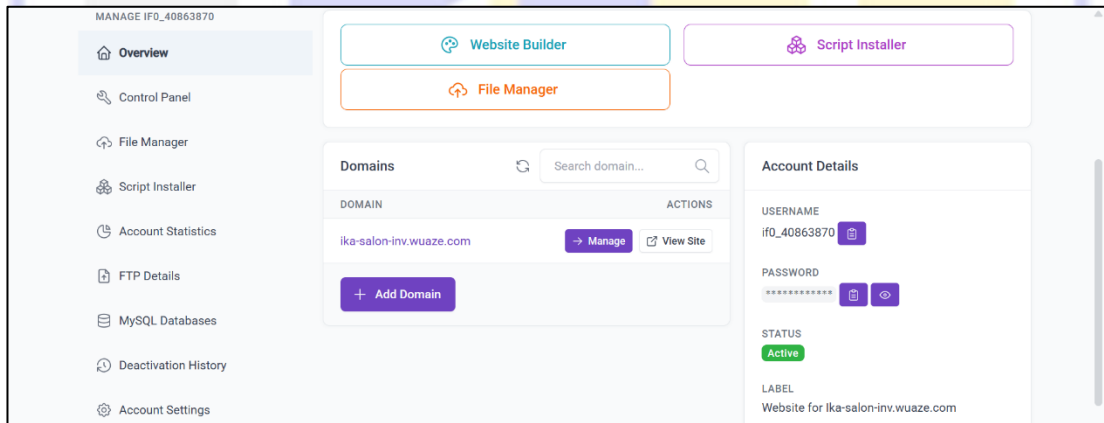 MANAGE IF0_40863870
Overview
Control Panel
File Manager
Script Installer
Account Statistics
FTP Details
MySQL Databases
Deactivation History
Account Settings
Website Builder
Script Installer
File Manager
Domains
Search domain...
DOMAIN ACTIONS
ika-salon-inv.wuaze.com Manage View Site
Add Domain
Account Details
USERNAME
if0_40863870
PASSWORD
************
STATUS
Active
LABEL
Website for Ika-salon-inv.wuaze.com